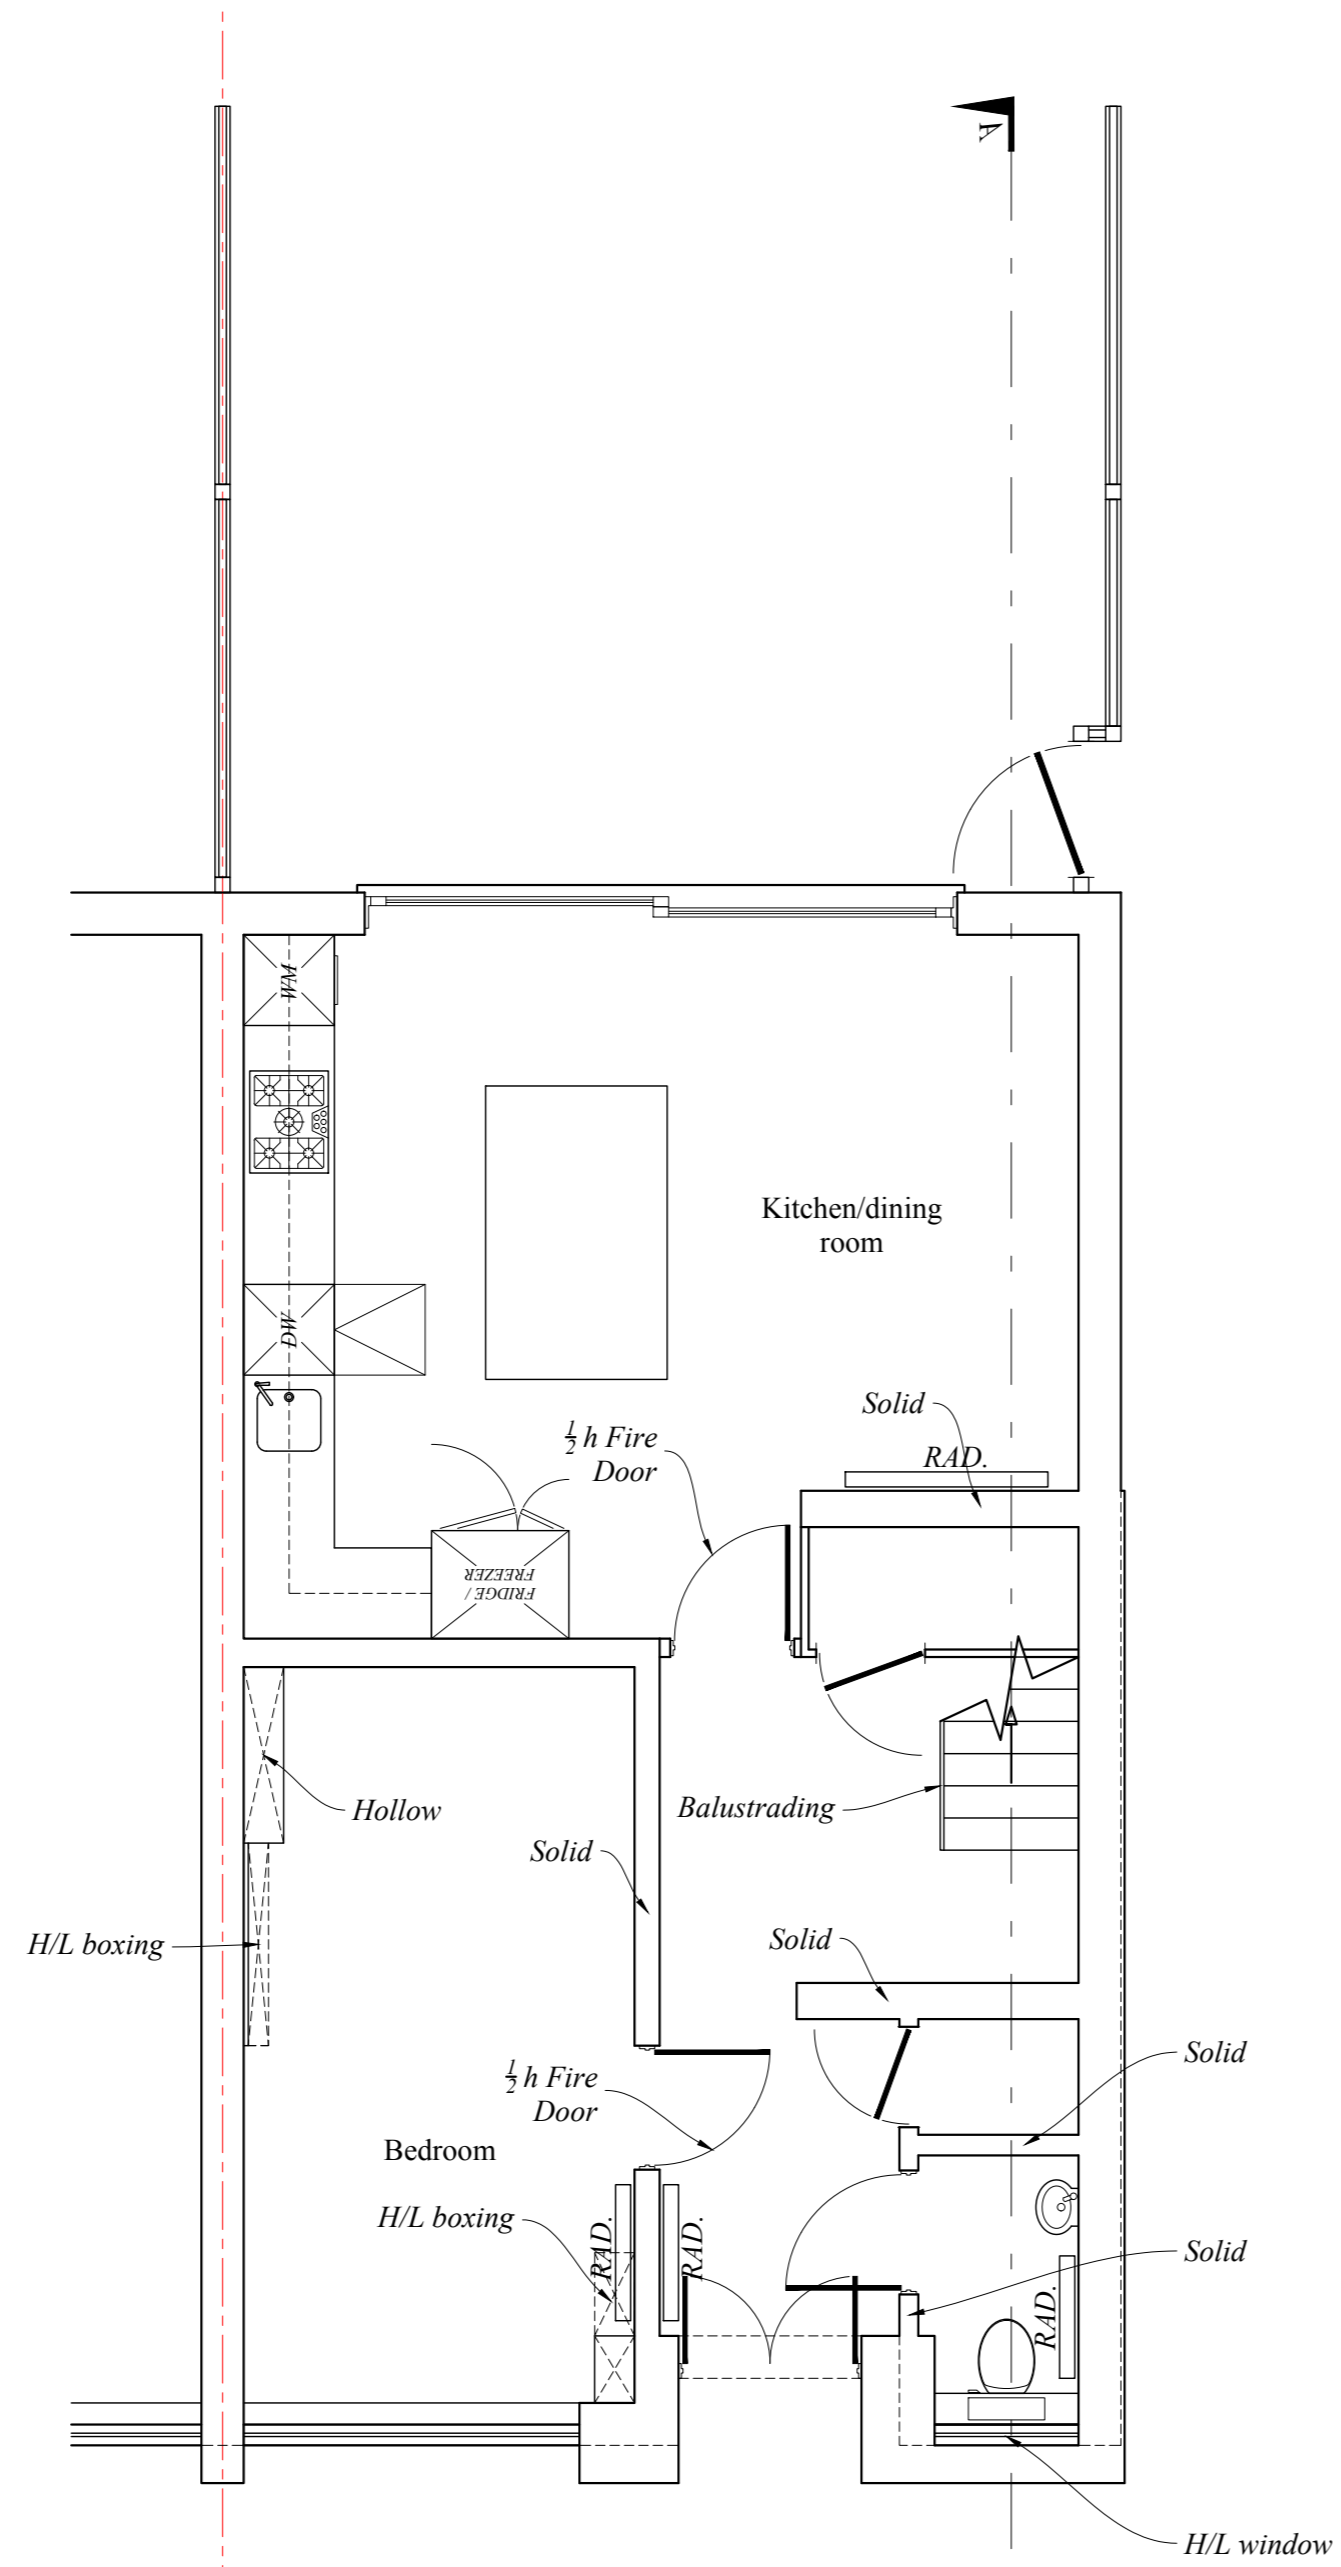 A
WM
Kitchen/dining
room
DW
Solid
½ h Fire
Door
RAD.
FRIDGE /
FREEZER
Hollow
Balustrading
Solid
H/L boxing
Solid
Solid
½ h Fire
Door
Bedroom
H/L boxing
RAD.
RAD.
Solid
RAD.
H/L window